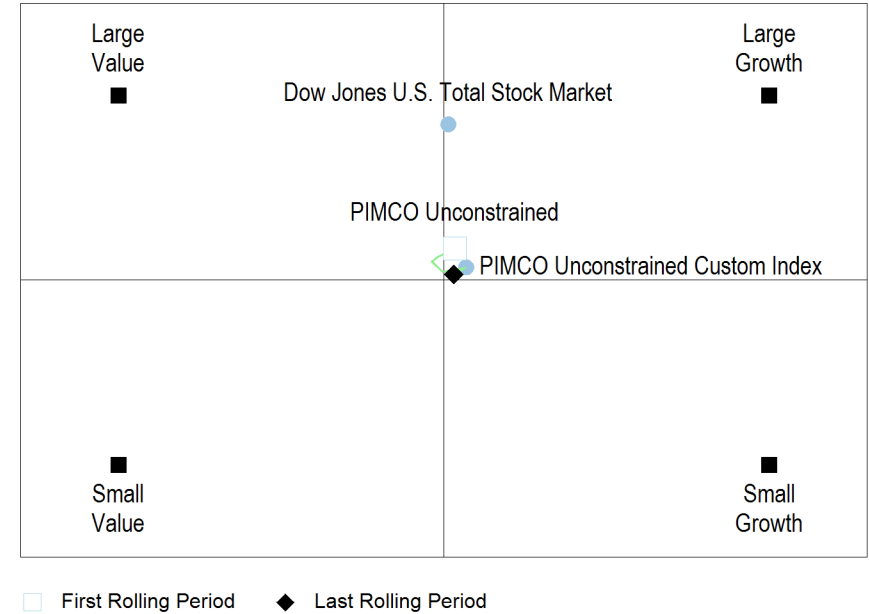 Large
Value
Large
Growth
Dow Jones U.S. Total Stock Market
PIMCO Unconstrained
PIMCO Unconstrained Custom Index
Small
Value
Small
Growth
First Rolling Period
Last Rolling Period